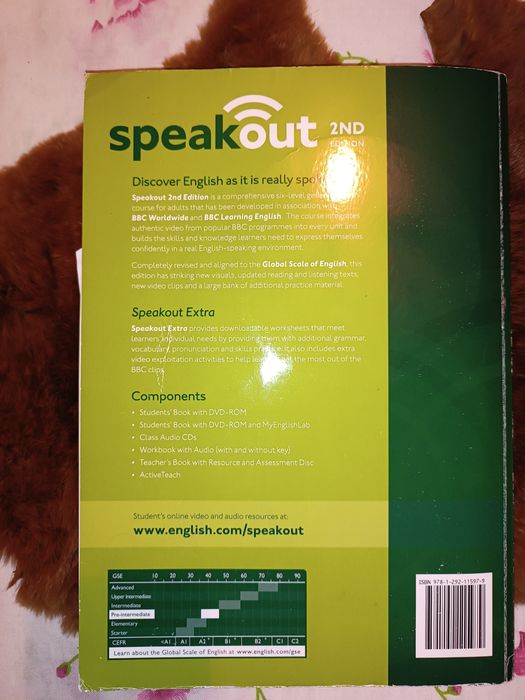 speakout 2ND
EDITION
Discover English as it is really
Speakout 2nd Edition is a comprehensive six-level
course for adults that has been developed in association with
BBC Worldwide and BBC Learning English. The course integrates
authentic video from popular BBC programmes into every unit and
builds the skills and knowledge learners need to express themselves
confidently in a real English-speaking environment.
Completely revised and aligned to the Global Scale of English, this
edition has striking new visuals, updated reading and listening texts,
new video clips and a large bank of additional practice material.
Speakout Extra
Speakout Extra provides downloadable worksheets that meet
learners' individual needs by providing them with additional grammar,
vocabulary, pronunciation and skills practice. It also includes extra
video exploitation activities to help learners get the most out of the
BBC clips.
Components
• Students' Book with DVD-ROM
• Students' Book with DVD-ROM and MyEnglishLab
• Class Audio CDs
• Workbook with Audio (with and without key)
• Teacher's Book with Resource and Assessment Disc
• ActiveTeach
Student's online video and audio resources at:
www.english.com/speakout
GSE 10 20 30 40 50 60 70 80 90
Advanced
Upper Intermediate
Intermediate
Pre-intermediate
Elementary
Starter
CEFR <A1 A1 A2 + B1 + B2 + C1 C2
Learn about the Global Scale of English at www.english.com/gse
ISBN 978-1-292-11597-9